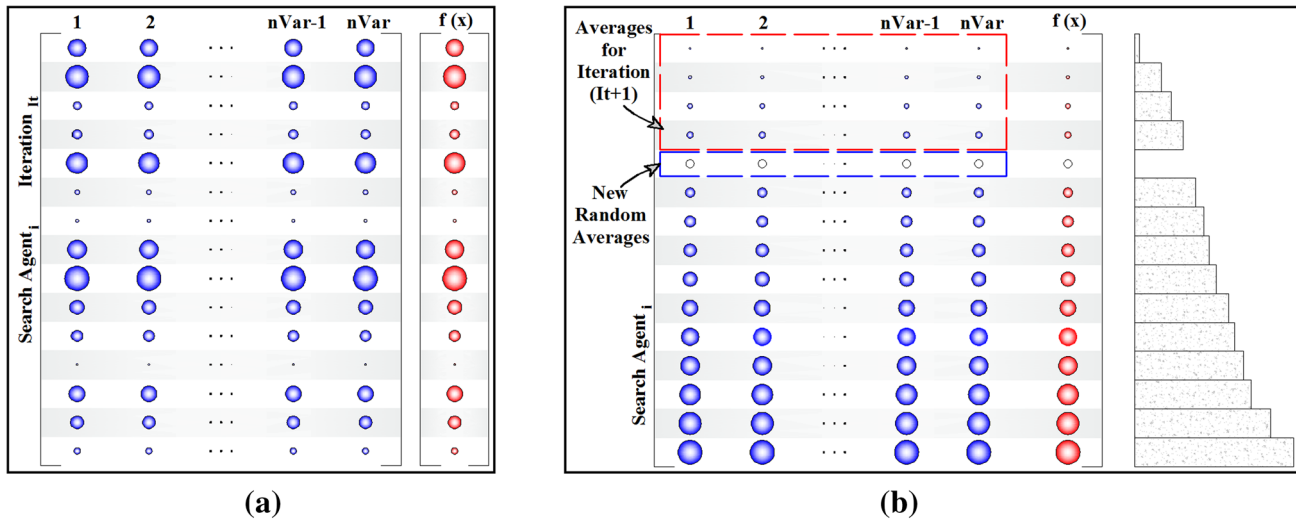 1 2 nVar-1 nVar f (x)
Iteration It
Search Agent i
(a)
1 2 nVar-1 nVar f (x)
Averages
for
Iteration
(It+1)
New
Random
Averages
Search Agent i
(b)